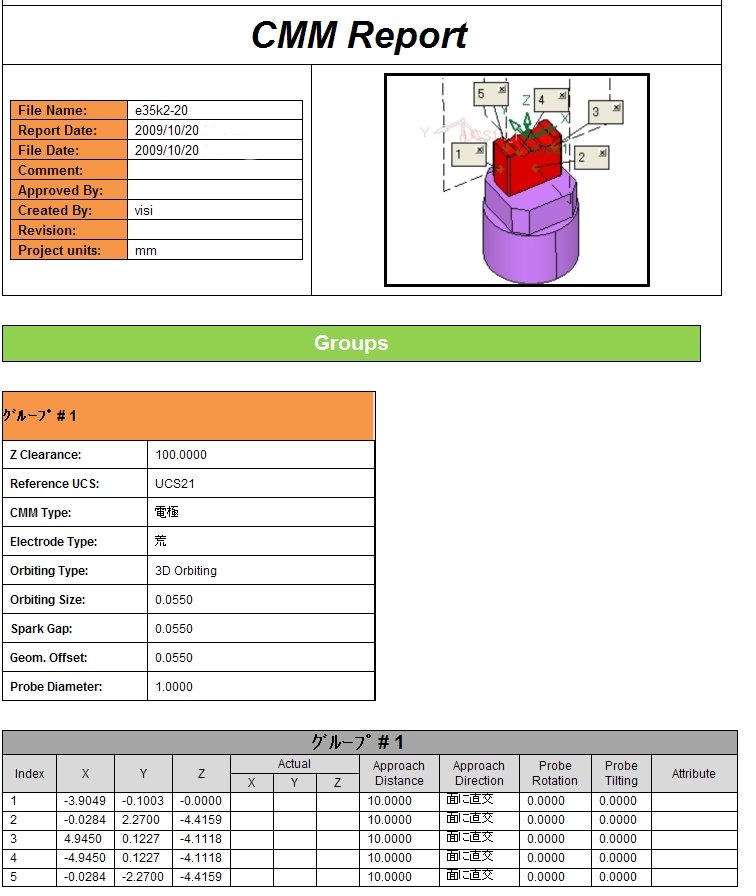 CMM Report
File Name: e35k2-20
Report Date: 2009/10/20
File Date: 2009/10/20
Comment:
Approved By:
Created By: visi
Revision:
Project units: mm
5 4 3
Z
Y X
1 2
Groups
ｸﾞﾙｰﾌﾟ # 1
Z Clearance: 100.0000
Reference UCS: UCS21
CMM Type: 電極
Electrode Type: 荒
Orbiting Type: 3D Orbiting
Orbiting Size: 0.0550
Spark Gap: 0.0550
Geom. Offset: 0.0550
Probe Diameter: 1.0000
ｸﾞﾙｰﾌﾟ # 1
Index X Y Z Actual X Y Z Approach Distance Approach Direction Probe Rotation Probe Tilting Attribute
1 -3.9049 -0.1003 -0.0000 10.0000 面に直交 0.0000 0.0000
2 -0.0284 2.2700 -4.4159 10.0000 面に直交 0.0000 0.0000
3 4.9450 0.1227 -4.1118 10.0000 面に直交 0.0000 0.0000
4 -4.9450 0.1227 -4.1118 10.0000 面に直交 0.0000 0.0000
5 -0.0284 -2.2700 -4.4159 10.0000 面に直交 0.0000 0.0000